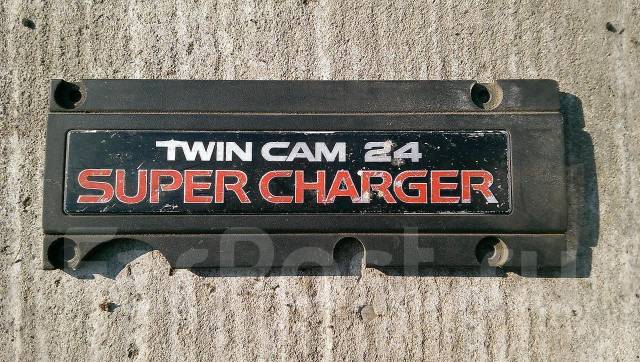 TWIN CAM 24
SUPER CHARGER